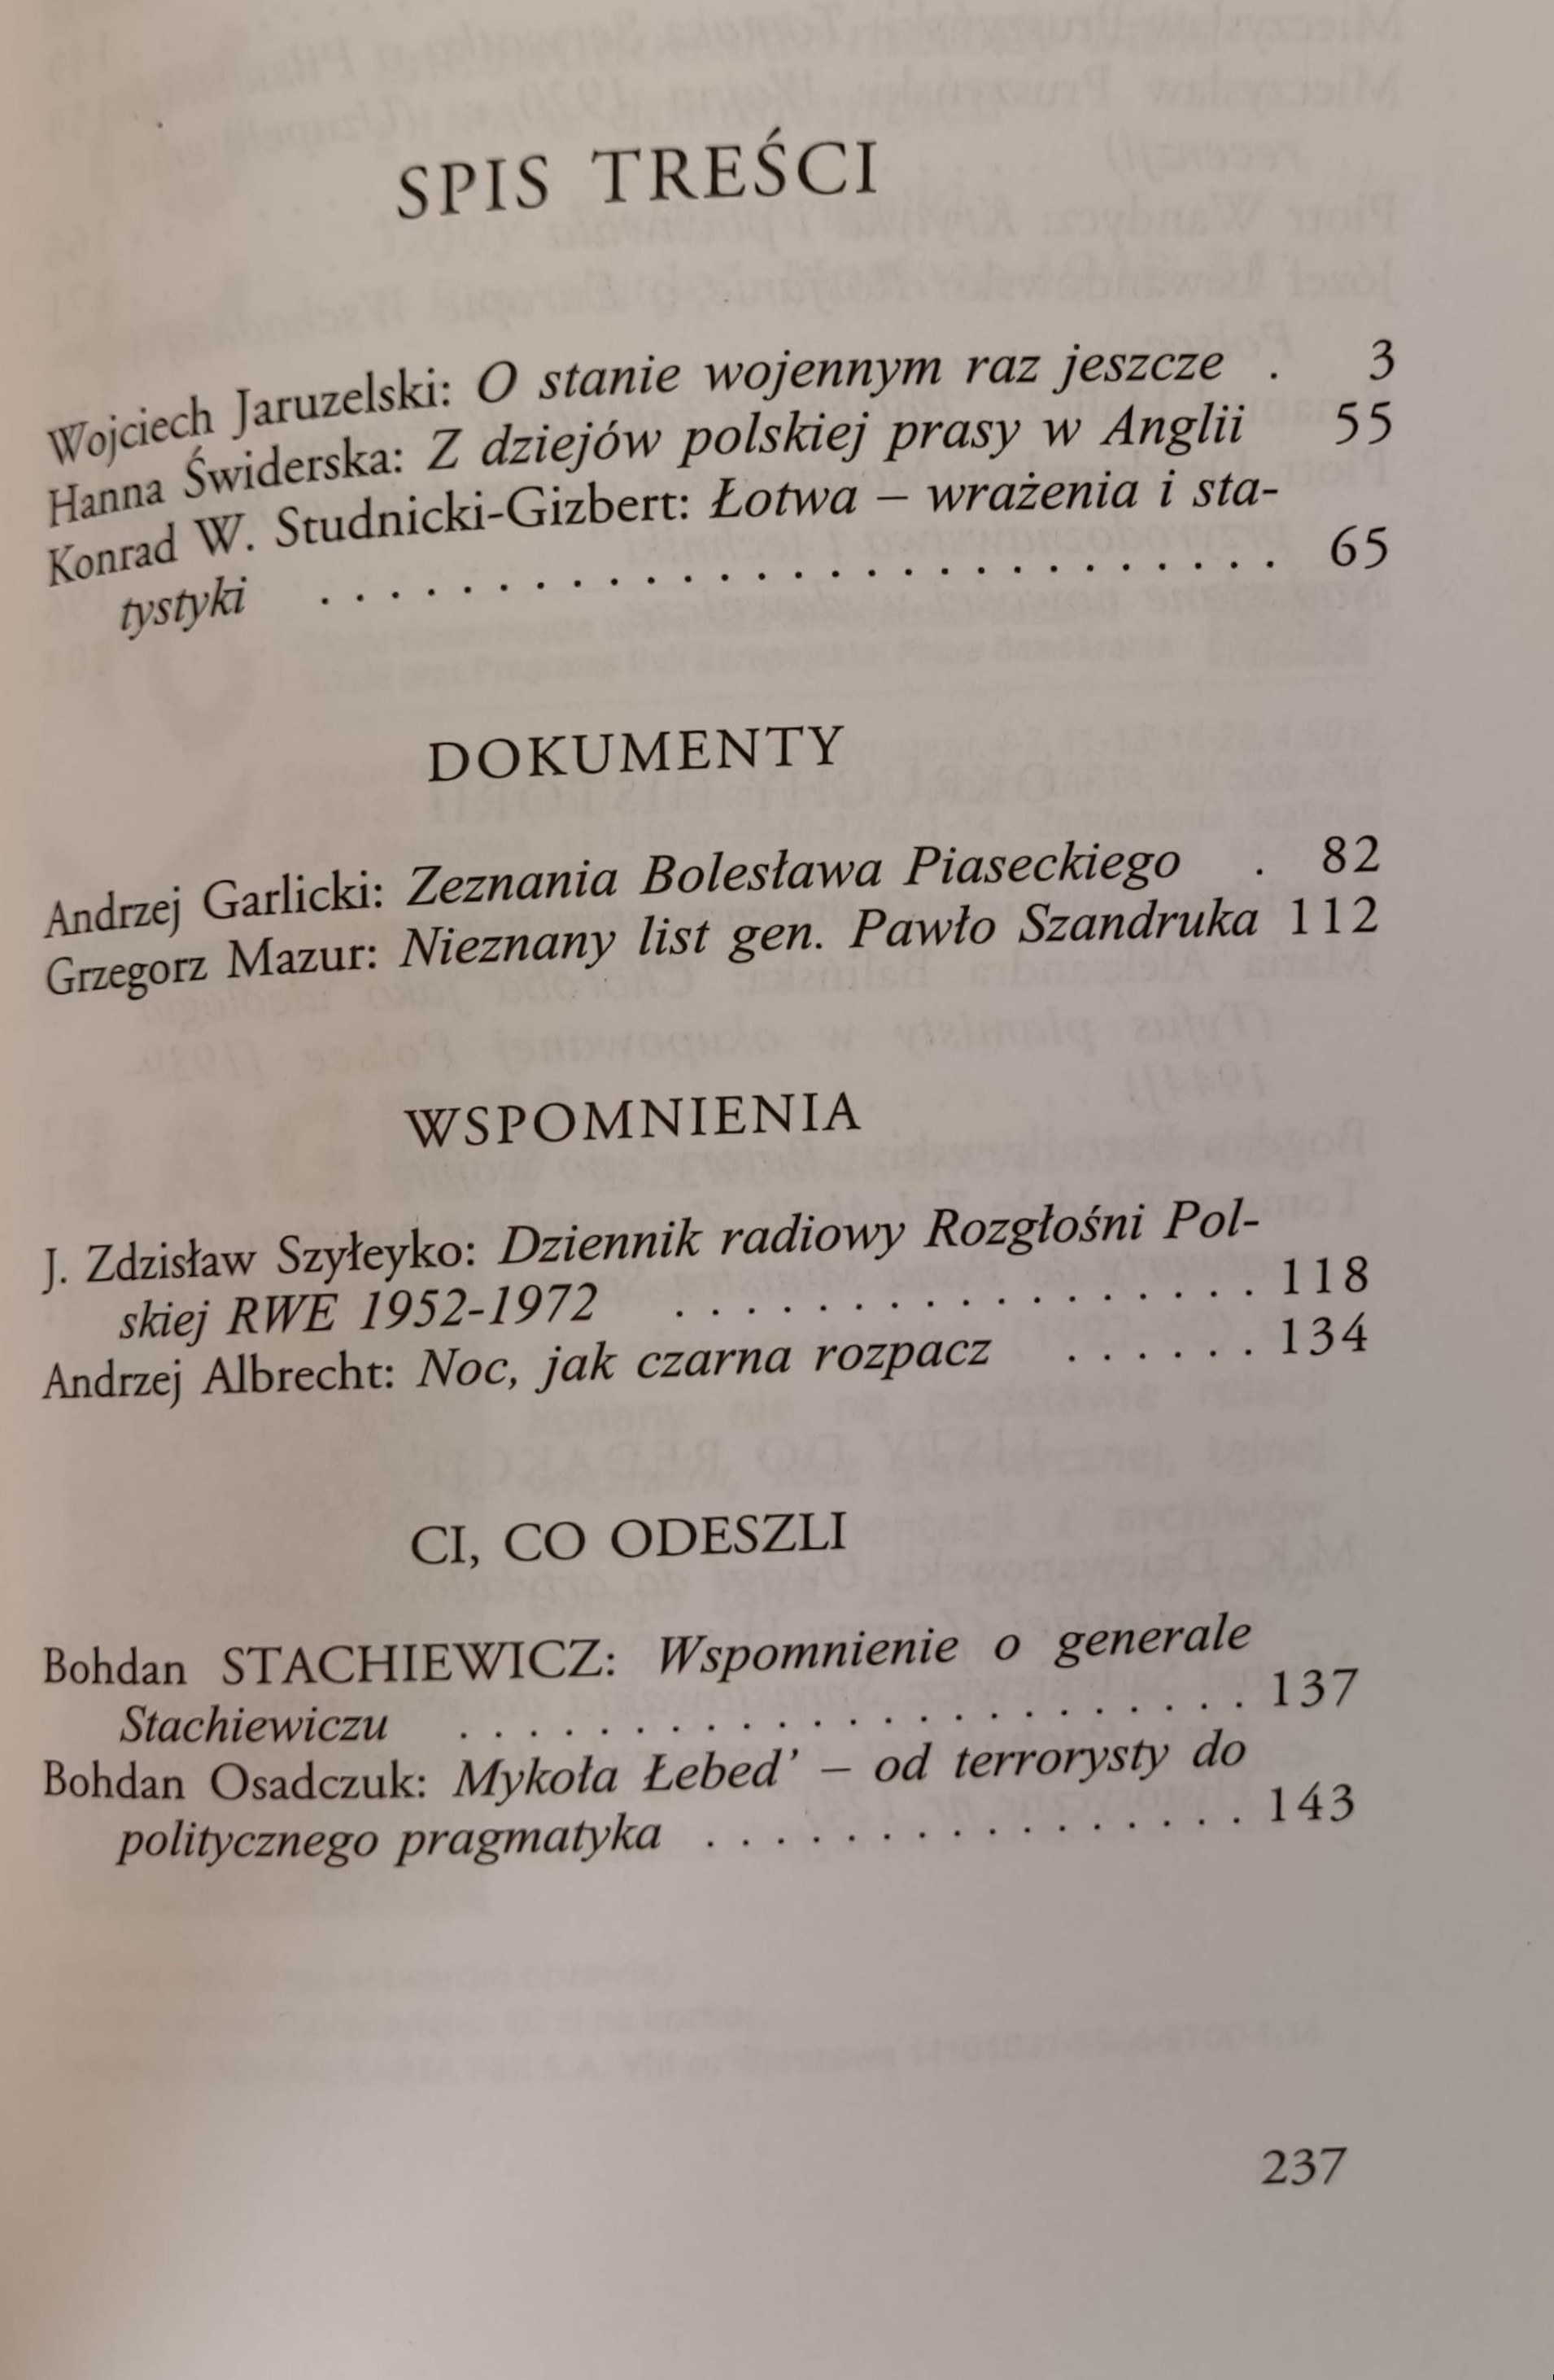 SPIS TREŚCI
Wojciech Jaruzelski: O stanie wojennym raz jeszcze . 3
Hanna Świderska: Z dziejów polskiej prasy w Anglii 55
Konrad W. Studnicki-Gizbert: Łotwa – wrażenia i sta-
tystyki . . . . . . . . . . . . . . . . . . . . . . . . . . . 65
DOKUMENTY
Andrzej Garlicki: Zeznania Bolesława Piaseckiego . 82
Grzegorz Mazur: Nieznany list gen. Pawło Szandruka 112
WSPOMNIENIA
J. Zdzisław Szyłeyko: Dziennik radiowy Rozgłośni Pol-
skiej RWE 1952-1972 . . . . . . . . . . . . . . . . . 118
Andrzej Albrecht: Noc, jak czarna rozpacz . . . . . . 134
CI, CO ODESZLI
Bohdan STACHIEWICZ: Wspomnienie o generale
Stachiewiczu . . . . . . . . . . . . . . . . . . . . . . . 137
Bohdan Osadczuk: Mykoła Łebed’ – od terrorysty do
politycznego pragmatyka . . . . . . . . . . . . . . . . 143
237